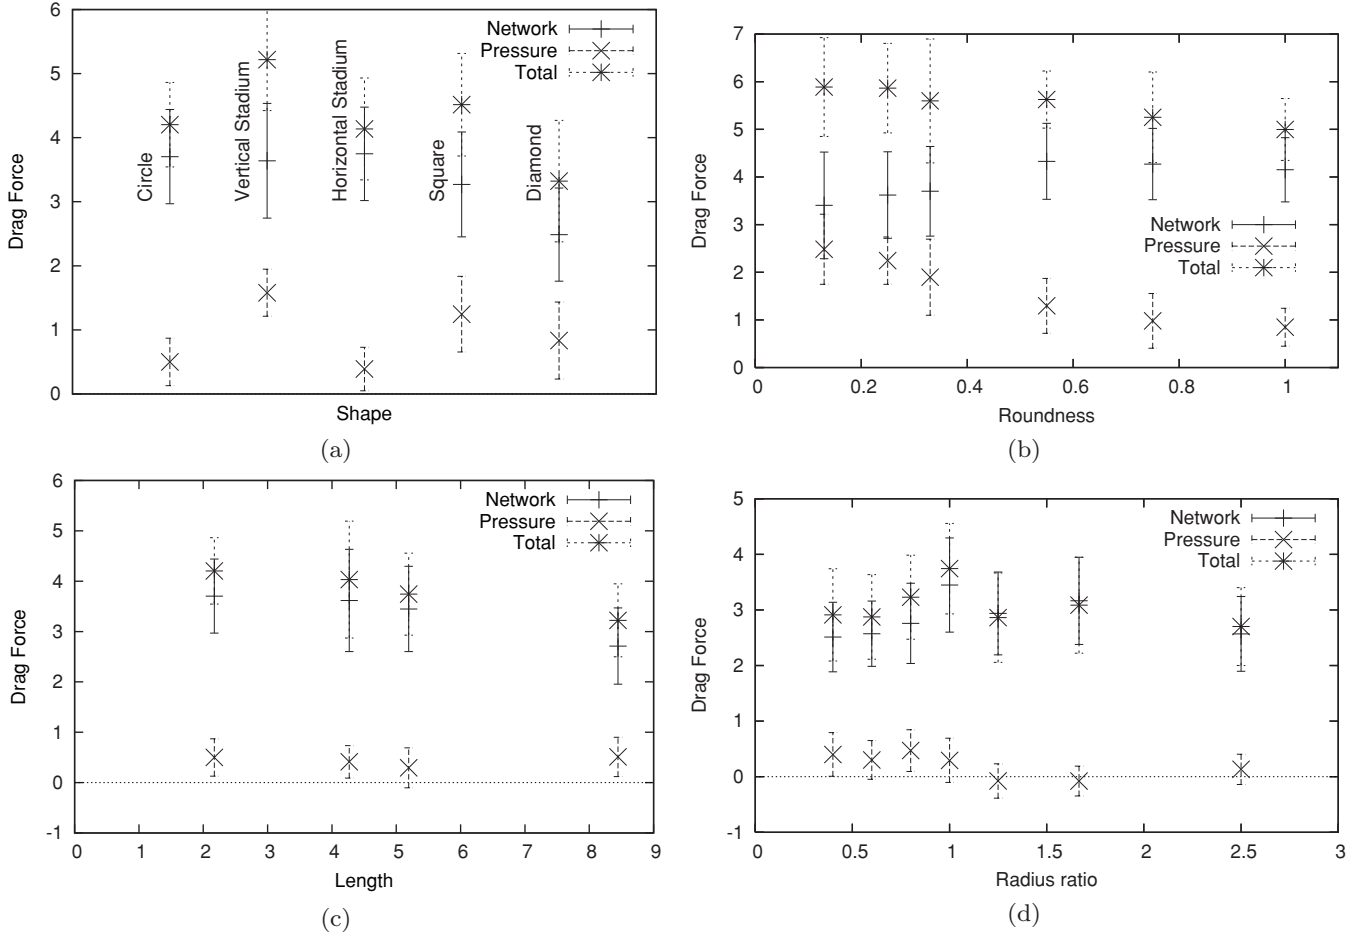 6
5
4
3
2
1
0
Drag Force
Network
Pressure
Total
Circle
Vertical Stadium
Horizontal Stadium
Square
Diamond
Shape
(a)
7
6
5
4
3
2
1
0
Drag Force
Network
Pressure
Total
0 0.2 0.4 0.6 0.8 1
Roundness
(b)
6
5
4
3
2
1
0
-1
Drag Force
Network
Pressure
Total
0 1 2 3 4 5 6 7 8 9
Length
(c)
5
4
3
2
1
0
-1
Drag Force
Network
Pressure
Total
0 0.5 1 1.5 2 2.5 3
Radius ratio
(d)